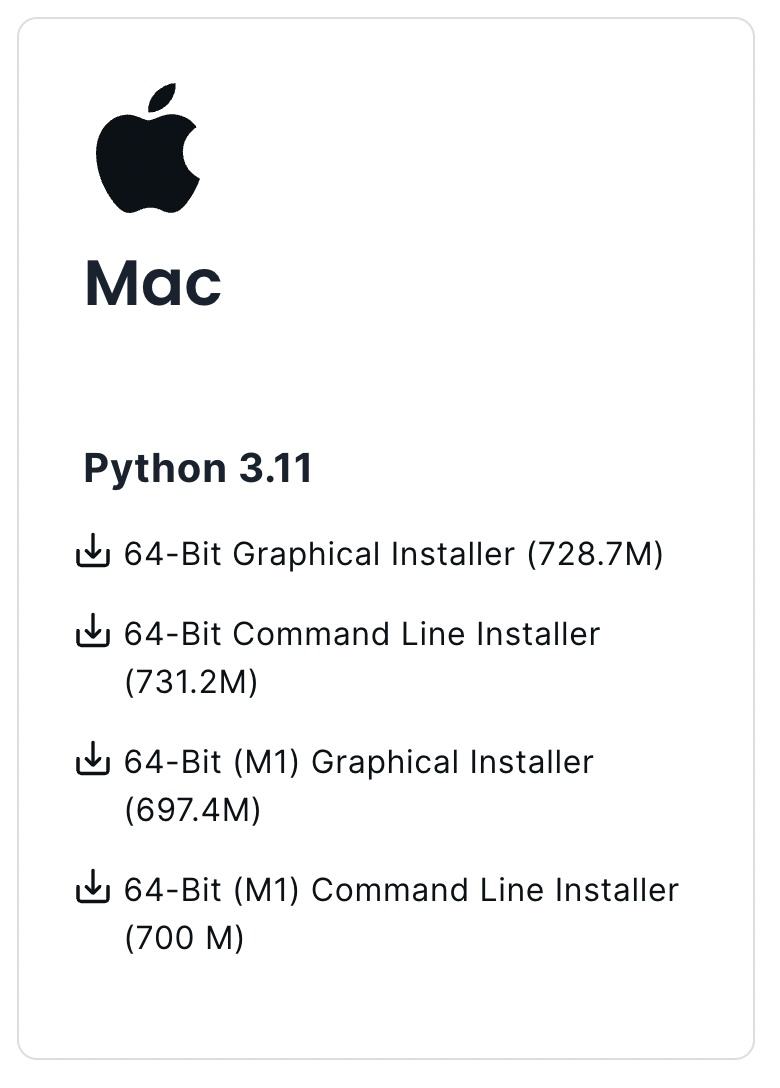 Mac
Python 3.11
64-Bit Graphical Installer (728.7M)
64-Bit Command Line Installer
(731.2M)
64-Bit (M1) Graphical Installer
(697.4M)
64-Bit (M1) Command Line Installer
(700 M)